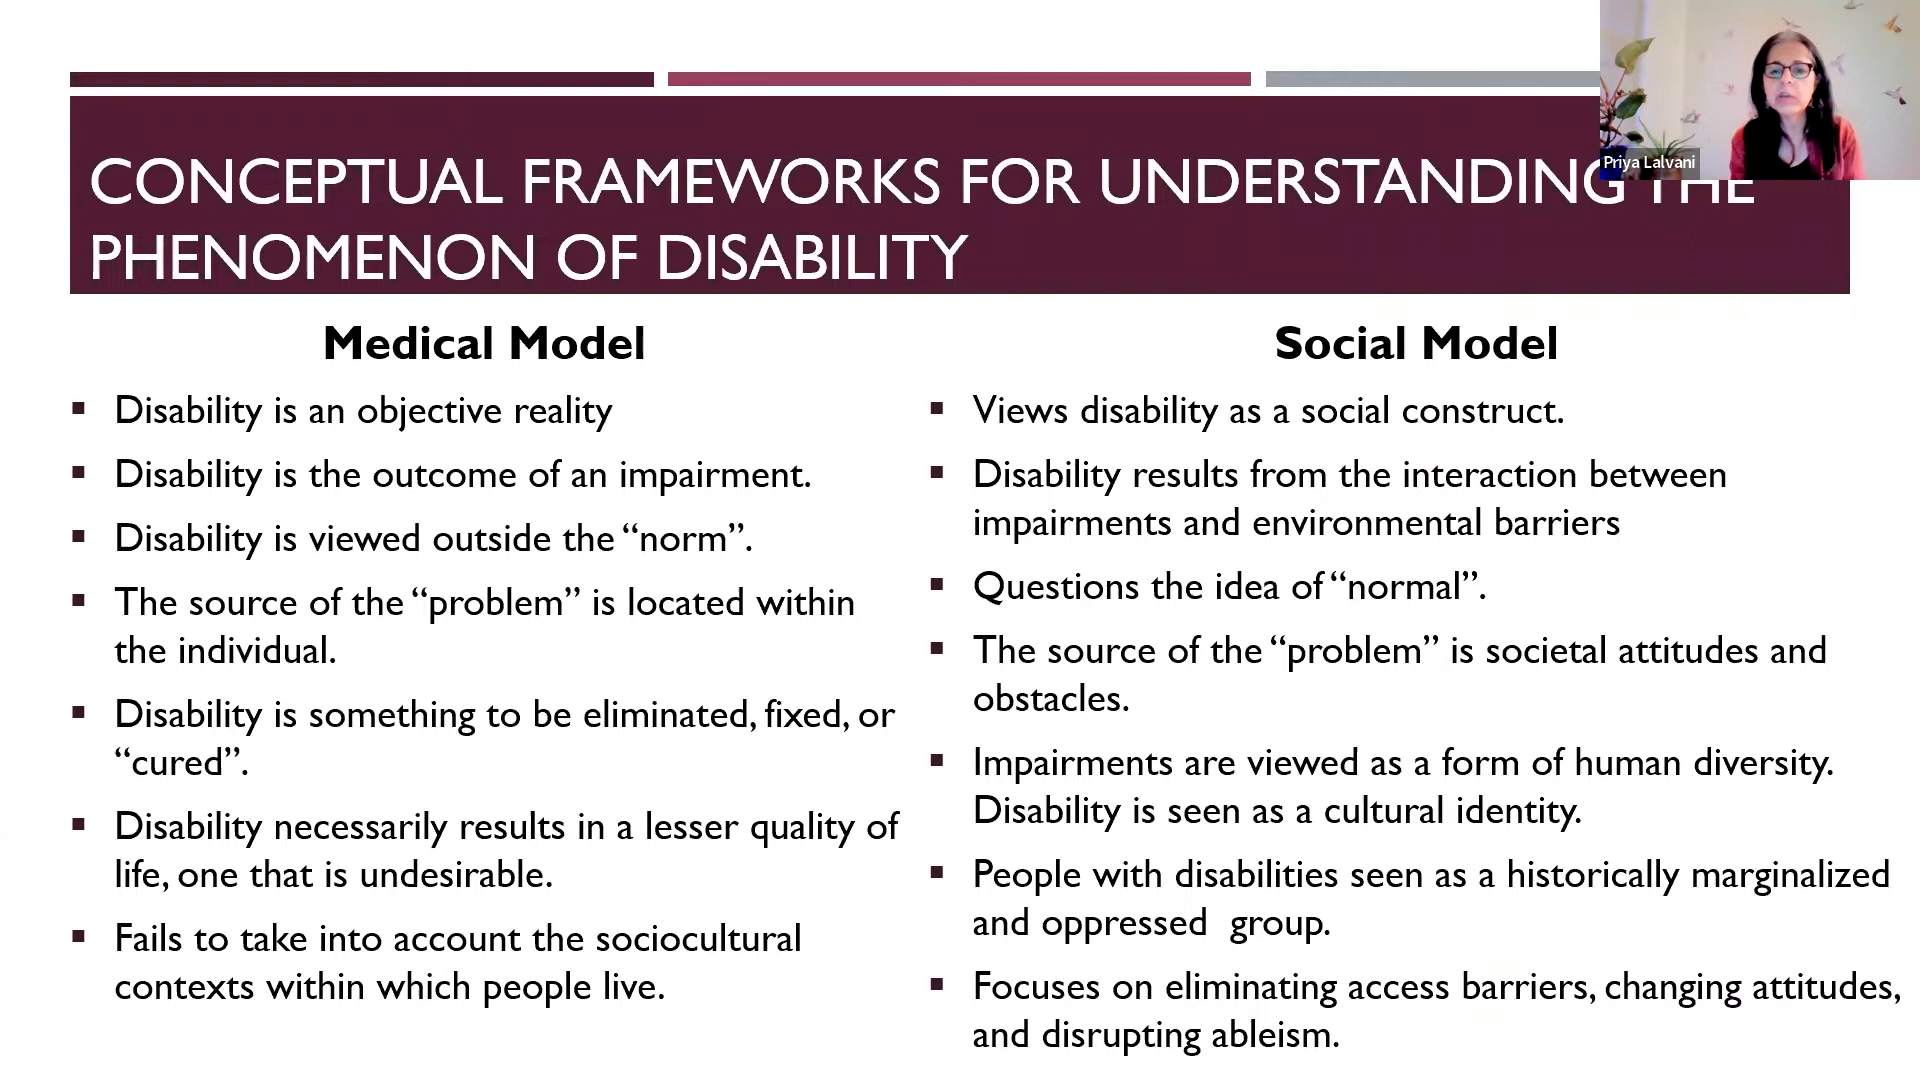 Priya Lalvani
CONCEPTUAL FRAMEWORKS FOR UNDERSTANDING THE
PHENOMENON OF DISABILITY
Medical Model
▪ Disability is an objective reality
▪ Disability is the outcome of an impairment.
▪ Disability is viewed outside the “norm”.
▪ The source of the “problem” is located within
the individual.
▪ Disability is something to be eliminated, fixed, or
“cured”.
▪ Disability necessarily results in a lesser quality of
life, one that is undesirable.
▪ Fails to take into account the sociocultural
contexts within which people live.
Social Model
▪ Views disability as a social construct.
▪ Disability results from the interaction between
impairments and environmental barriers
▪ Questions the idea of “normal”.
▪ The source of the “problem” is societal attitudes and
obstacles.
▪ Impairments are viewed as a form of human diversity.
Disability is seen as a cultural identity.
▪ People with disabilities seen as a historically marginalized
and oppressed  group.
▪ Focuses on eliminating access barriers, changing attitudes,
and disrupting ableism.